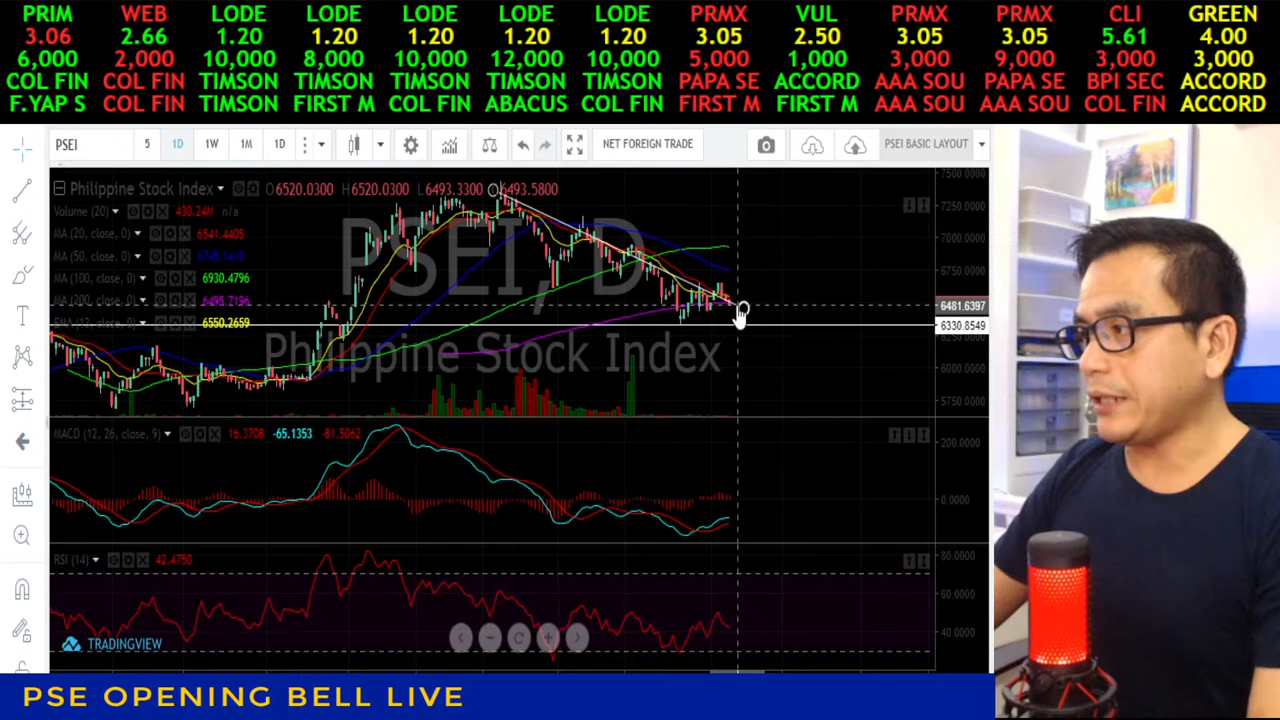 PRIM WEB LODE LODE LODE LODE LODE PRMX VUL PRMX PRMX CLI GREEN
3.06 2.66 1.20 1.20 1.20 1.20 1.20 3.05 2.50 3.05 3.05 5.61 4.00
6,000 2,000 10,000 8,000 10,000 12,000 10,000 5,000 1,000 3,000 9,000 3,000 3,000
COL FIN COL FIN TIMSON TIMSON TIMSON TIMSON TIMSON PAPA SE ACCORD AAA SOU PAPA SE BPI SEC ACCORD
F.YAP S COL FIN TIMSON FIRST M COL FIN ABACUS COL FIN FIRST M FIRST M AAA SOU AAA SOU COL FIN ACCORD
PSEI 5 1D 1W 1M 1D NET FOREIGN TRADE PSEI BASIC LAYOUT
Philippine Stock Index O 6520.0300 H 6520.0300 L 6493.3300 6493.5800
Volume (20) 430.24M n/a
MA (20, close, 0) 6541.4405
MA (50, close, 0)
MA (100, close, 0) 6930.4796
MA (200, close, 0) 6495.7196
EMA (13, close, 0) 6550.2659
PSEI, D
Philippine Stock Index
7500.0000
7250.0000
7000.0000
6750.0000
6481.6397
6330.8549
6000.0000
5750.0000
MACD (12, 26, close, 9) 16.3708 -65.1353 -81.5062
200.0000
0.0000
RSI (14) 42.4750
80.0000
60.0000
40.0000
TRADINGVIEW
PSE OPENING BELL LIVE